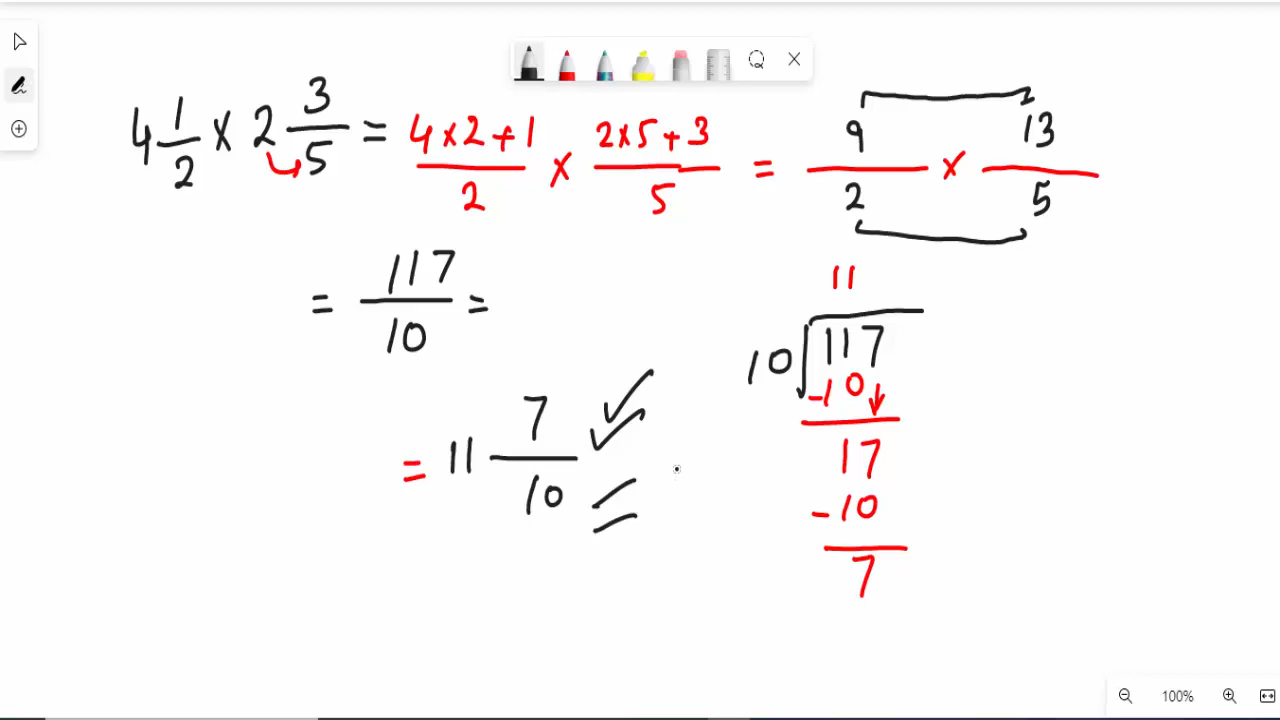 4 1/2 x 2 3/5 = (4x2+1)/2 x (2x5+3)/5 = 9/2 x 13/5
= 117/10 =
= 11 7/10
11
10 √117
-10
17
-10
7
100%